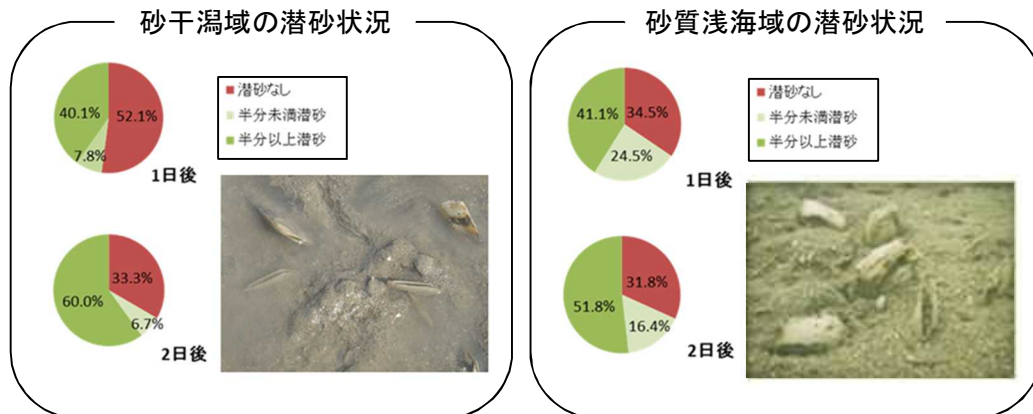 砂干潟域の潜砂状況
潜砂なし
半分未満潜砂
半分以上潜砂
40.1%
52.1%
7.8%
1日後
33.3%
60.0%
6.7%
2日後
砂質浅海域の潜砂状況
潜砂なし
半分未満潜砂
半分以上潜砂
41.1%
34.5%
24.5%
1日後
31.8%
51.8%
16.4%
2日後